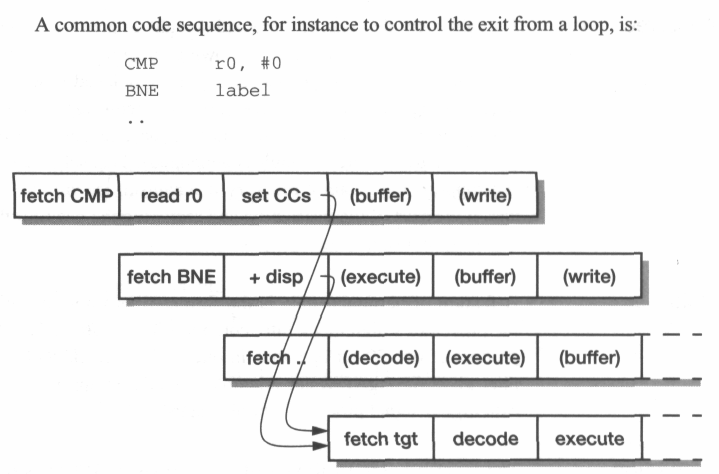 A common code sequence, for instance to control the exit from a loop, is:
CMP r0, #0
BNE label
..
fetch CMP read r0 set CCs (buffer) (write)
fetch BNE + disp (execute) (buffer) (write)
fetch .. (decode) (execute) (buffer)
fetch tgt decode execute